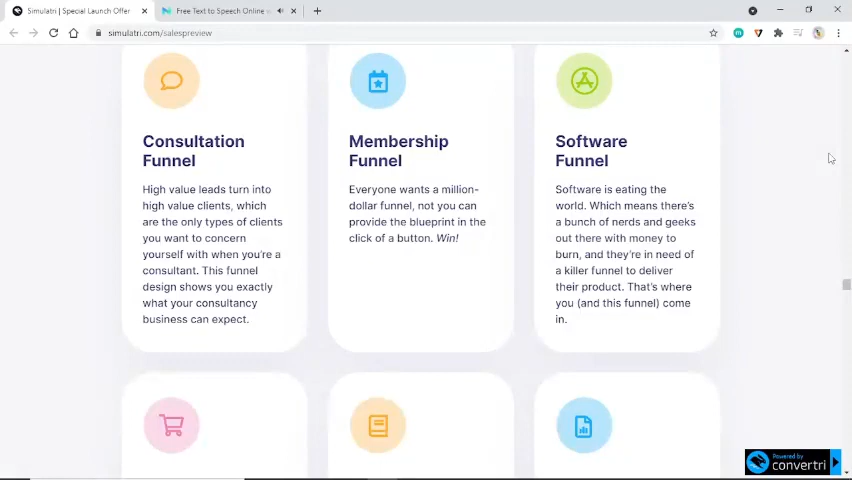 Simulatri | Special Launch Offer
Free Text to Speech Online
simulatri.com/salespreview
Consultation
Funnel
High value leads turn into
high value clients, which
are the only types of clients
you want to concern
yourself with when you're a
consultant. This funnel
design shows you exactly
what your consultancy
business can expect.
Membership
Funnel
Everyone wants a million-
dollar funnel, not you can
provide the blueprint in the
click of a button. Win!
Software
Funnel
Software is eating the
world. Which means there's
a bunch of nerds and geeks
out there with money to
burn, and they're in need of
a killer funnel to deliver
their product. That's where
you (and this funnel) come
in.
Powered by
convertri